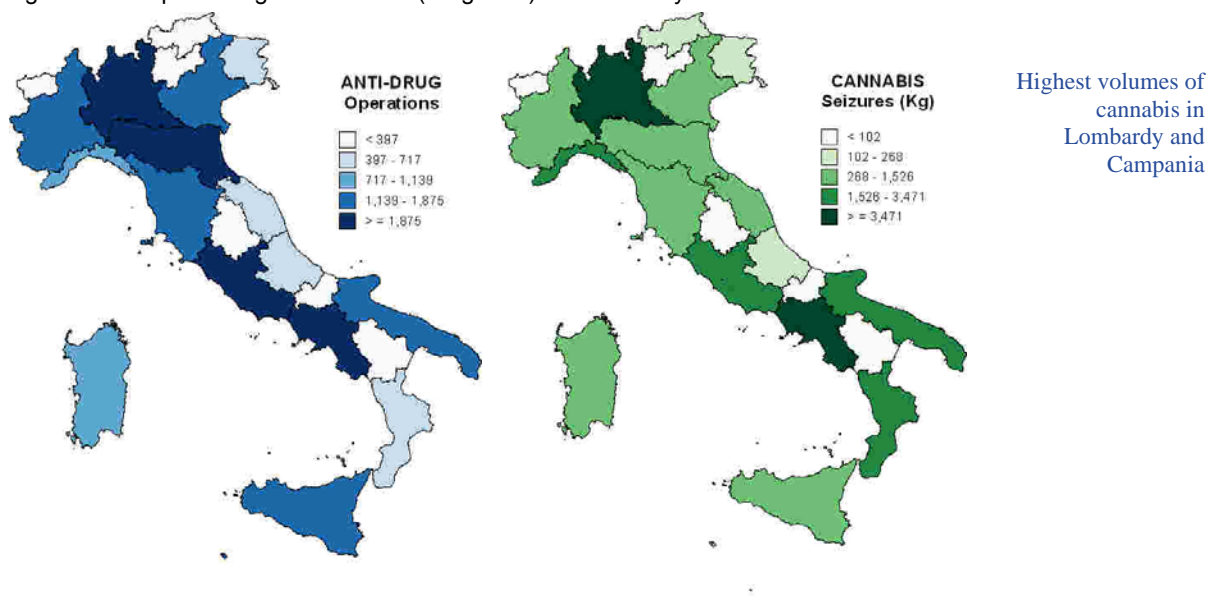 ANTI-DRUG
Operations
< 397
397 - 717
717 - 1,139
1,139 - 1,875
> = 1,875
CANNABIS
Seizures (Kg)
< 102
102 - 268
268 - 1,526
1,526 - 3,471
> = 3,471
Highest volumes of
cannabis in
Lombardy and
Campania